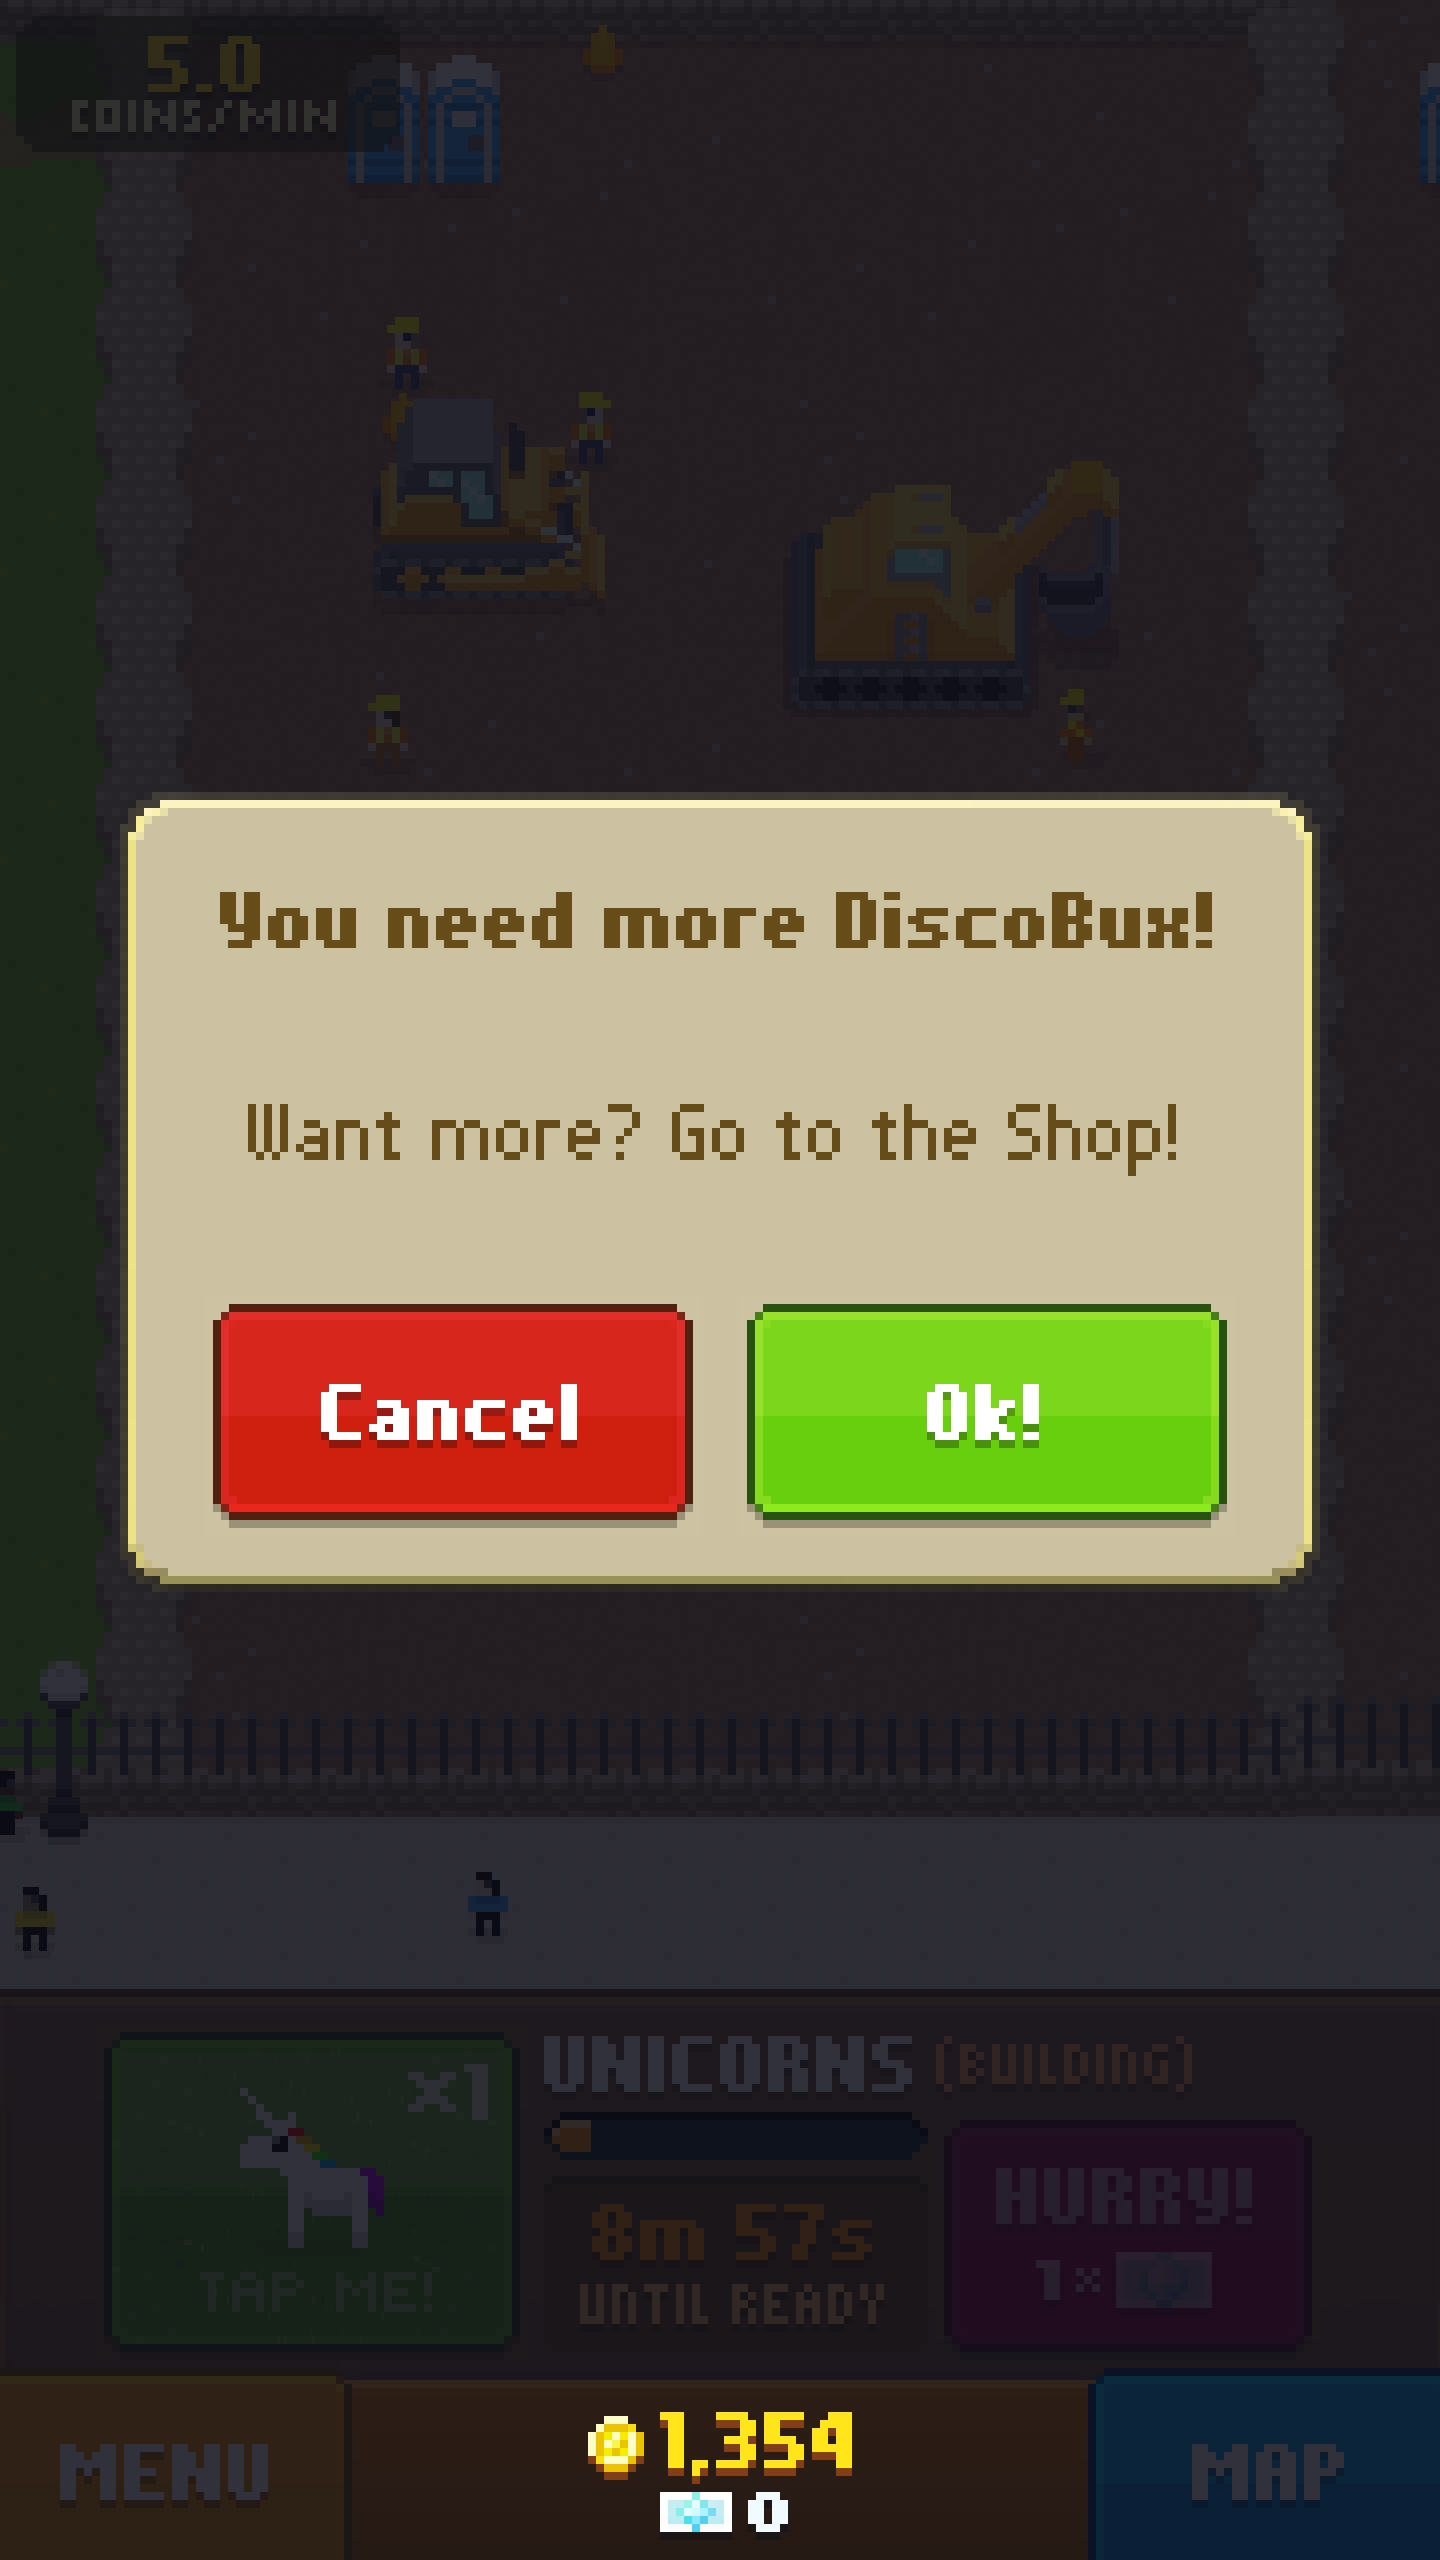 5.0
COINS/MIN
You need more DiscoBux!
Want more? Go to the Shop!
Cancel
Ok!
x1
TAP ME!
UNICORNS (BUILDING)
8m 57s
UNTIL READY
HURRY!
1×
MENU
1,354
0
MAP